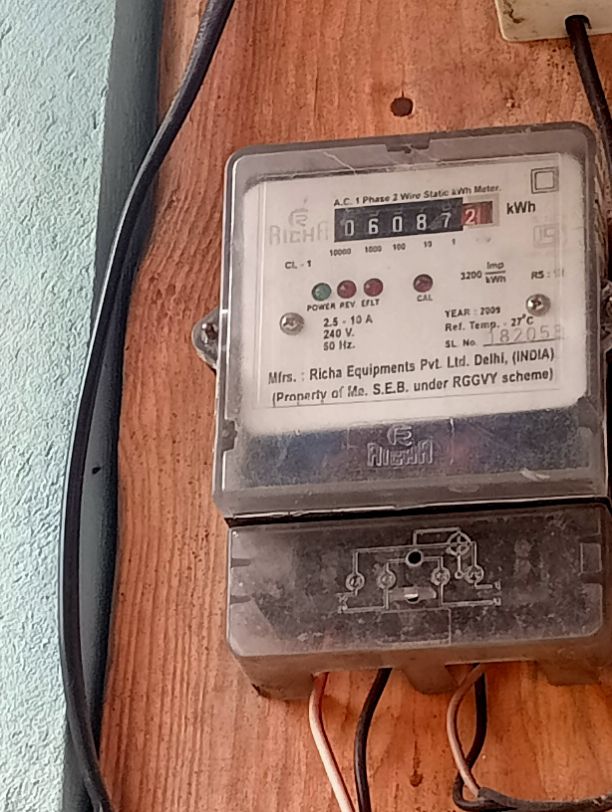 A.C. 1 Phase 2 Wire Static kWh Meter.
RICHA
0 6 0 8 7 2 kWh
10000 1000 100 10 1
CL. - 1
3200 Imp/kWh
POWER REV. EFLT CAL
2.5 - 10 A
240 V.
50 Hz.
YEAR : 2009
Ref. Temp. - 27°C
SL. No.
Mfrs. : Richa Equipments Pvt. Ltd. Delhi, (INDIA)
(Property of Me. S.E.B. under RGGVY scheme)
RICHA